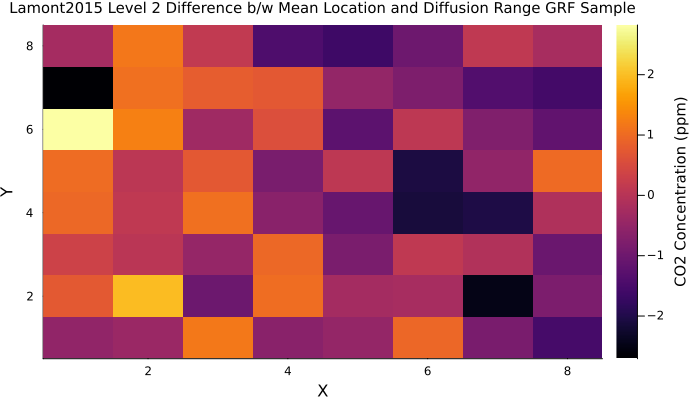 Lamont2015 Level 2 Difference b/w Mean Location and Diffusion Range GRF Sample
8
6
4
2
Y
2 4 6 8
X
2
1
0
−1
−2
CO2 Concentration (ppm)